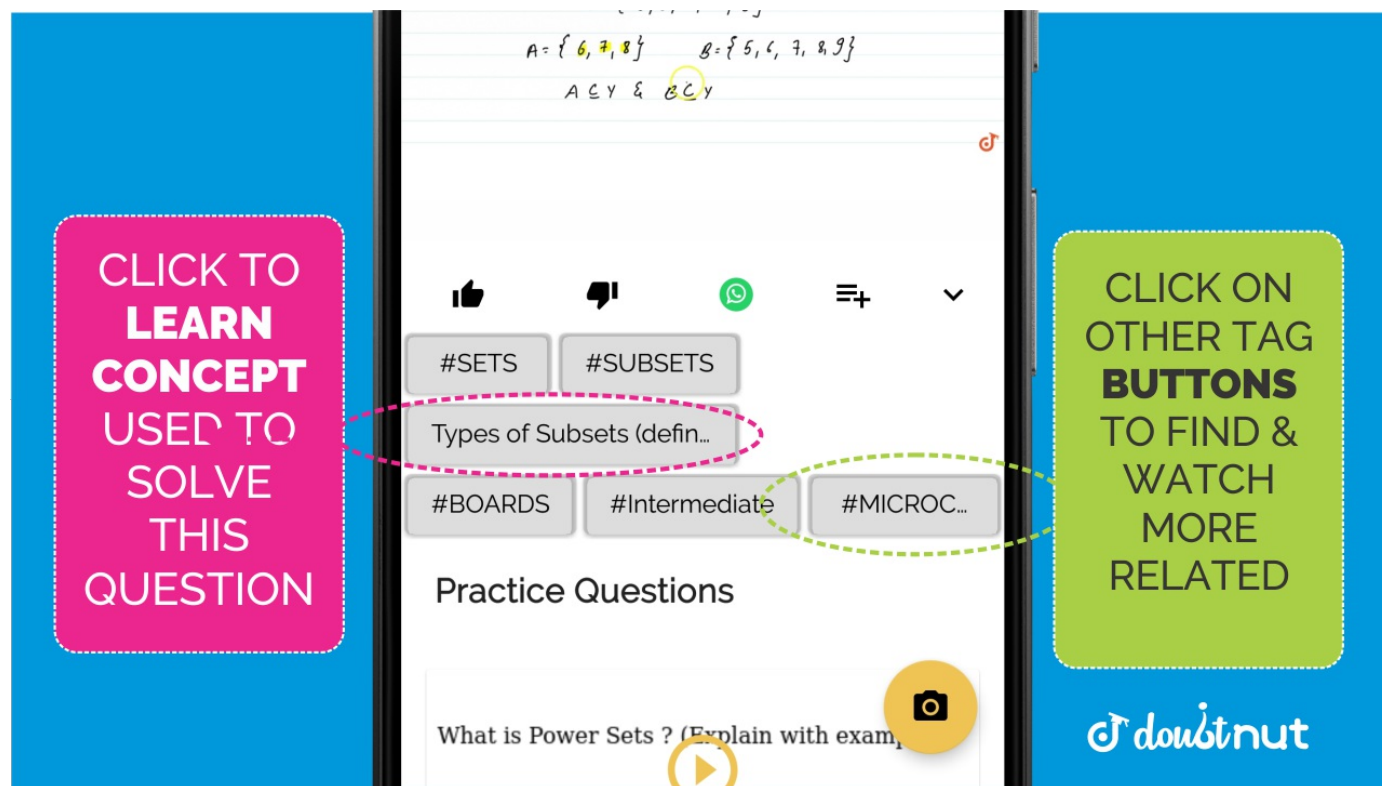 A = { 6, 7, 8} B = { 5, 6, 7, 8, 9}
A ⊆ Y & B ⊆ Y
CLICK TO
LEARN
CONCEPT
USED TO
SOLVE
THIS
QUESTION
#SETS #SUBSETS
Types of Subsets (defin...
#BOARDS #Intermediate #MICROC...
Practice Questions
What is Power Sets ? (Explain with exam
CLICK ON
OTHER TAG
BUTTONS
TO FIND &
WATCH
MORE
RELATED
doubtnut